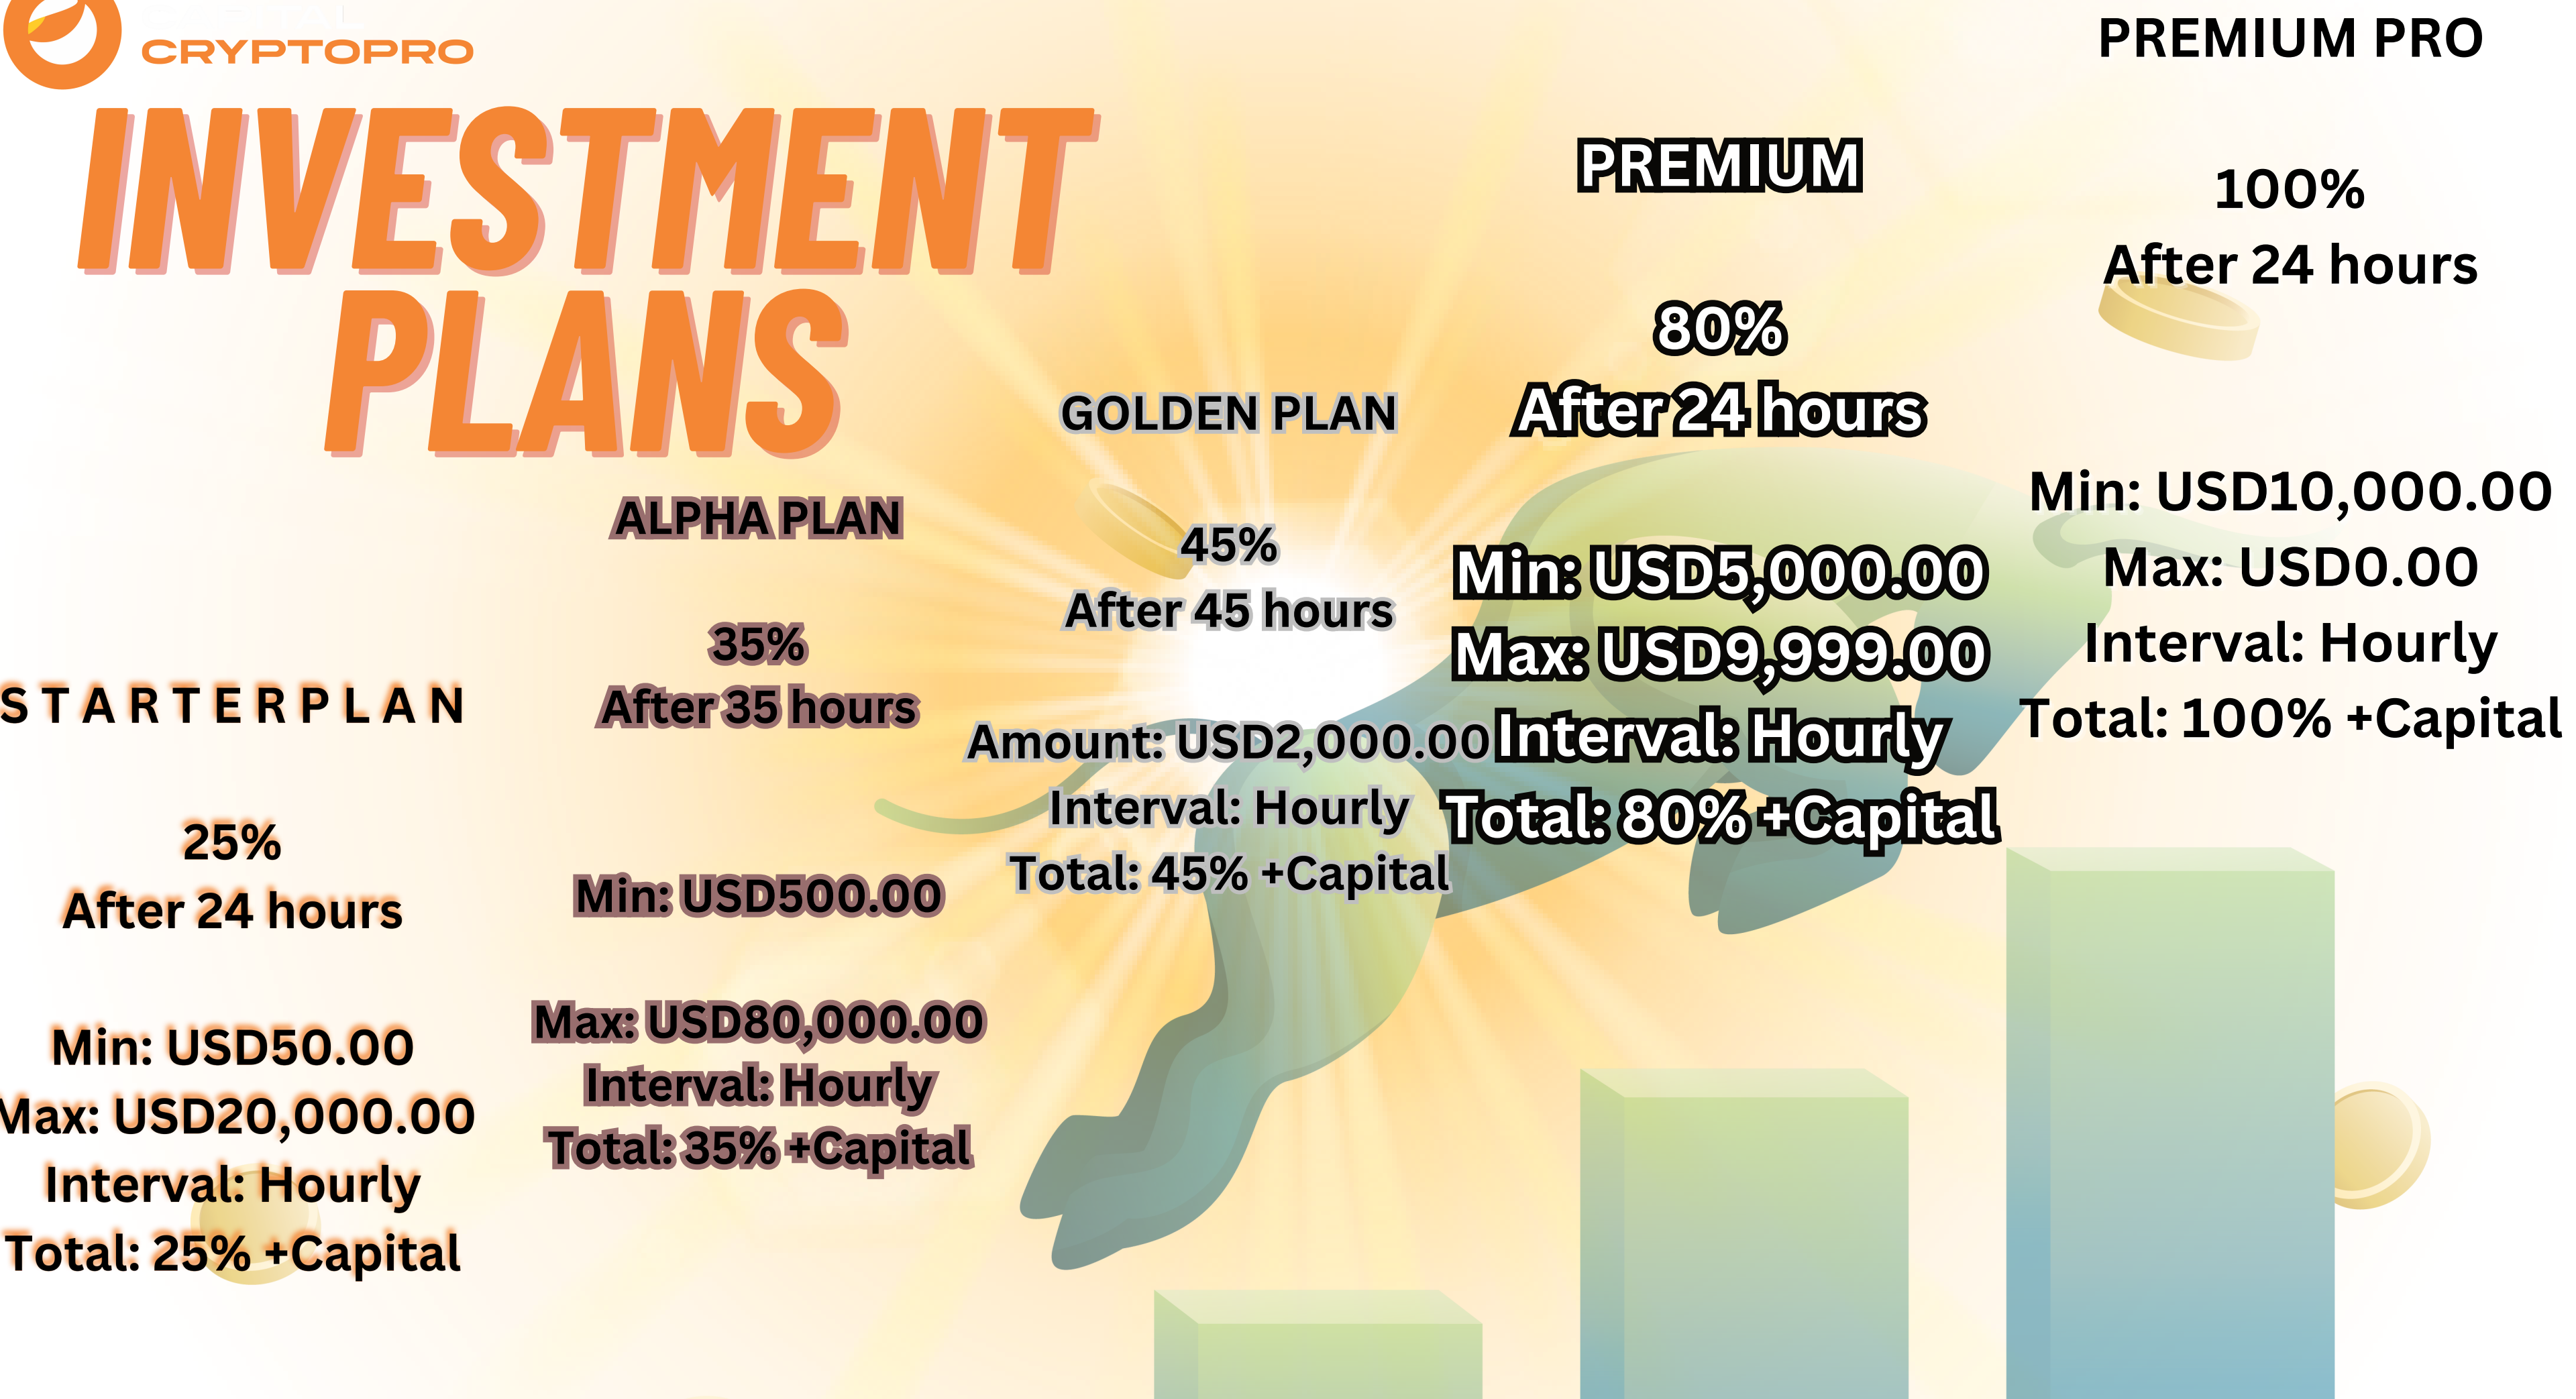 CRYPTOPRO
INVESTMENT
PLANS
STARTERPLAN
25%
After 24 hours
Min: USD50.00
Max: USD20,000.00
Interval: Hourly
Total: 25% +Capital
ALPHA PLAN
35%
After 35 hours
Min: USD500.00
Max: USD80,000.00
Interval: Hourly
Total: 35% +Capital
GOLDEN PLAN
45%
After 45 hours
Amount: USD2,000.00
Interval: Hourly
Total: 45% +Capital
PREMIUM
80%
After 24 hours
Min: USD5,000.00
Max: USD9,999.00
Interval: Hourly
Total: 80% +Capital
PREMIUM PRO
100%
After 24 hours
Min: USD10,000.00
Max: USD0.00
Interval: Hourly
Total: 100% +Capital